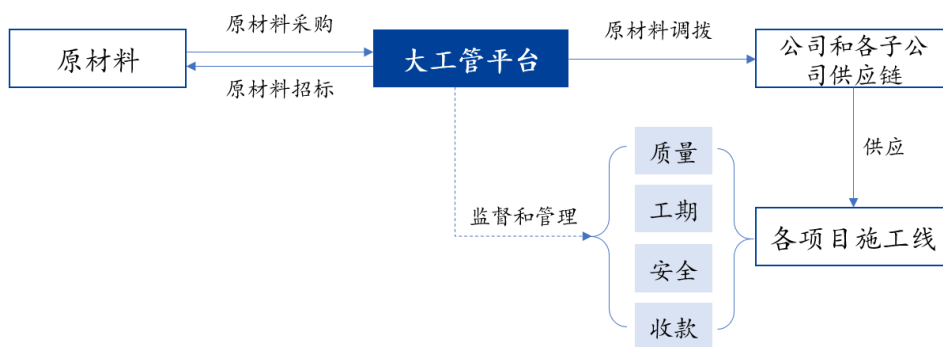 原材料采购
原材料
大工管平台
原材料招标
原材料调拨
公司和各子公
司供应链
供应
质量
工期
安全
收款
监督和管理
各项目施工线